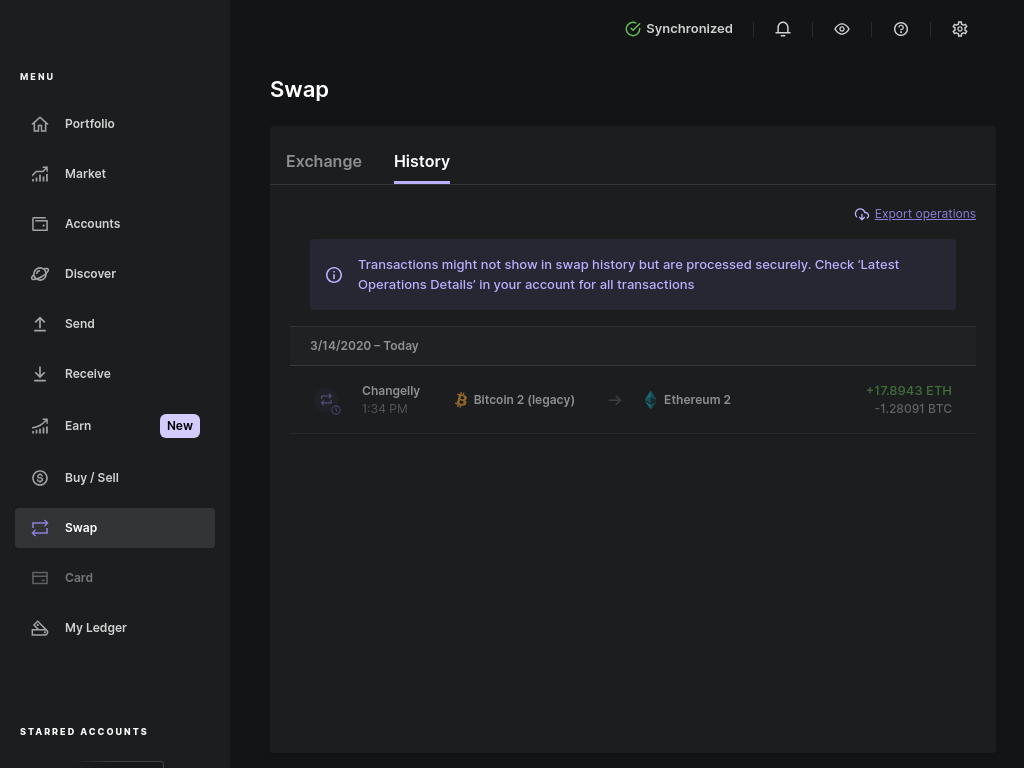 Synchronized
MENU
Portfolio
Market
Accounts
Discover
Send
Receive
Earn
New
Buy / Sell
Swap
Card
My Ledger
STARRED ACCOUNTS
Swap
Exchange
History
Export operations
Transactions might not show in swap history but are processed securely. Check ‘Latest
Operations Details’ in your account for all transactions
3/14/2020 – Today
Changelly
1:34 PM
Bitcoin 2 (legacy)
Ethereum 2
+17.8943 ETH
-1.28091 BTC